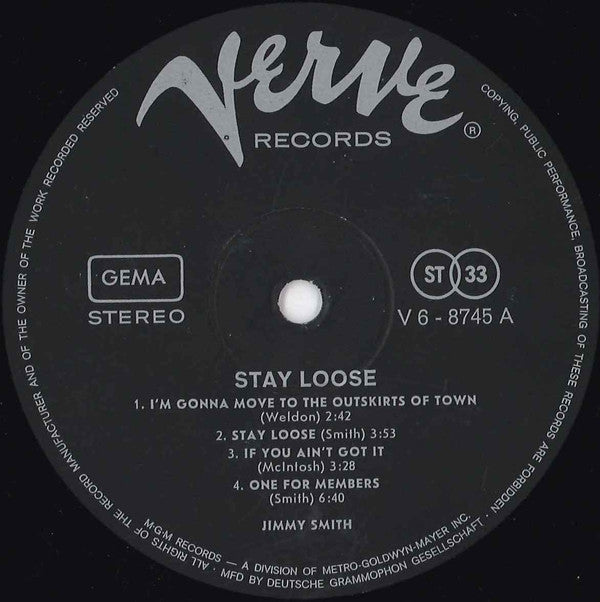 Verve
RECORDS
®
GEMA
STEREO
ST 33
V 6 - 8745 A
STAY LOOSE
1. I'M GONNA MOVE TO THE OUTSKIRTS OF TOWN
(Weldon) 2:42
2. STAY LOOSE (Smith) 3:53
3. IF YOU AIN'T GOT IT
(McIntosh) 3:28
4. ONE FOR MEMBERS
(Smith) 6:40
JIMMY SMITH
ALL RIGHTS OF THE RECORD MANUFACTURER AND OF THE OWNER OF THE WORK RECORDED RESERVED
COPYING, PUBLIC PERFORMANCE, BROADCASTING OF THESE RECORDS ARE FORBIDDEN
M·G·M RECORDS — A DIVISION OF METRO-GOLDWYN-MAYER INC.
· MFD BY DEUTSCHE GRAMMOPHON GESELLSCHAFT ·